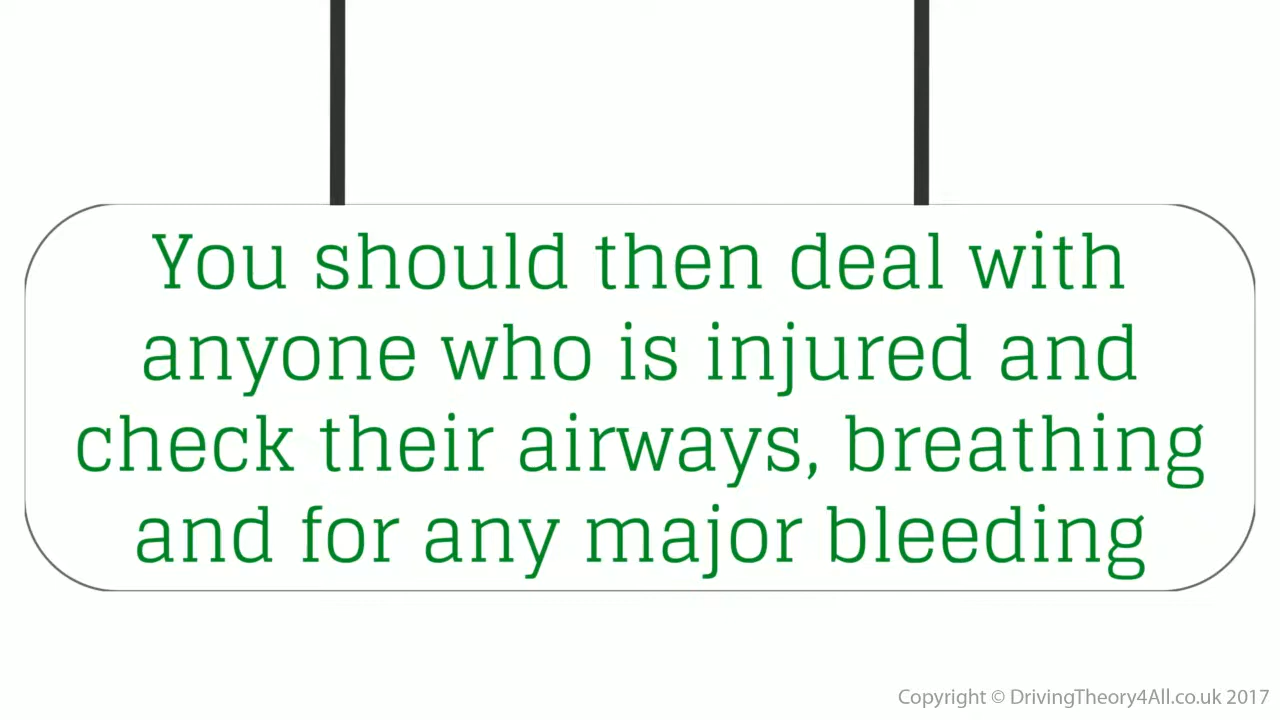 You should then deal with
anyone who is injured and
check their airways, breathing
and for any major bleeding
Copyright © DrivingTheory4All.co.uk 2017